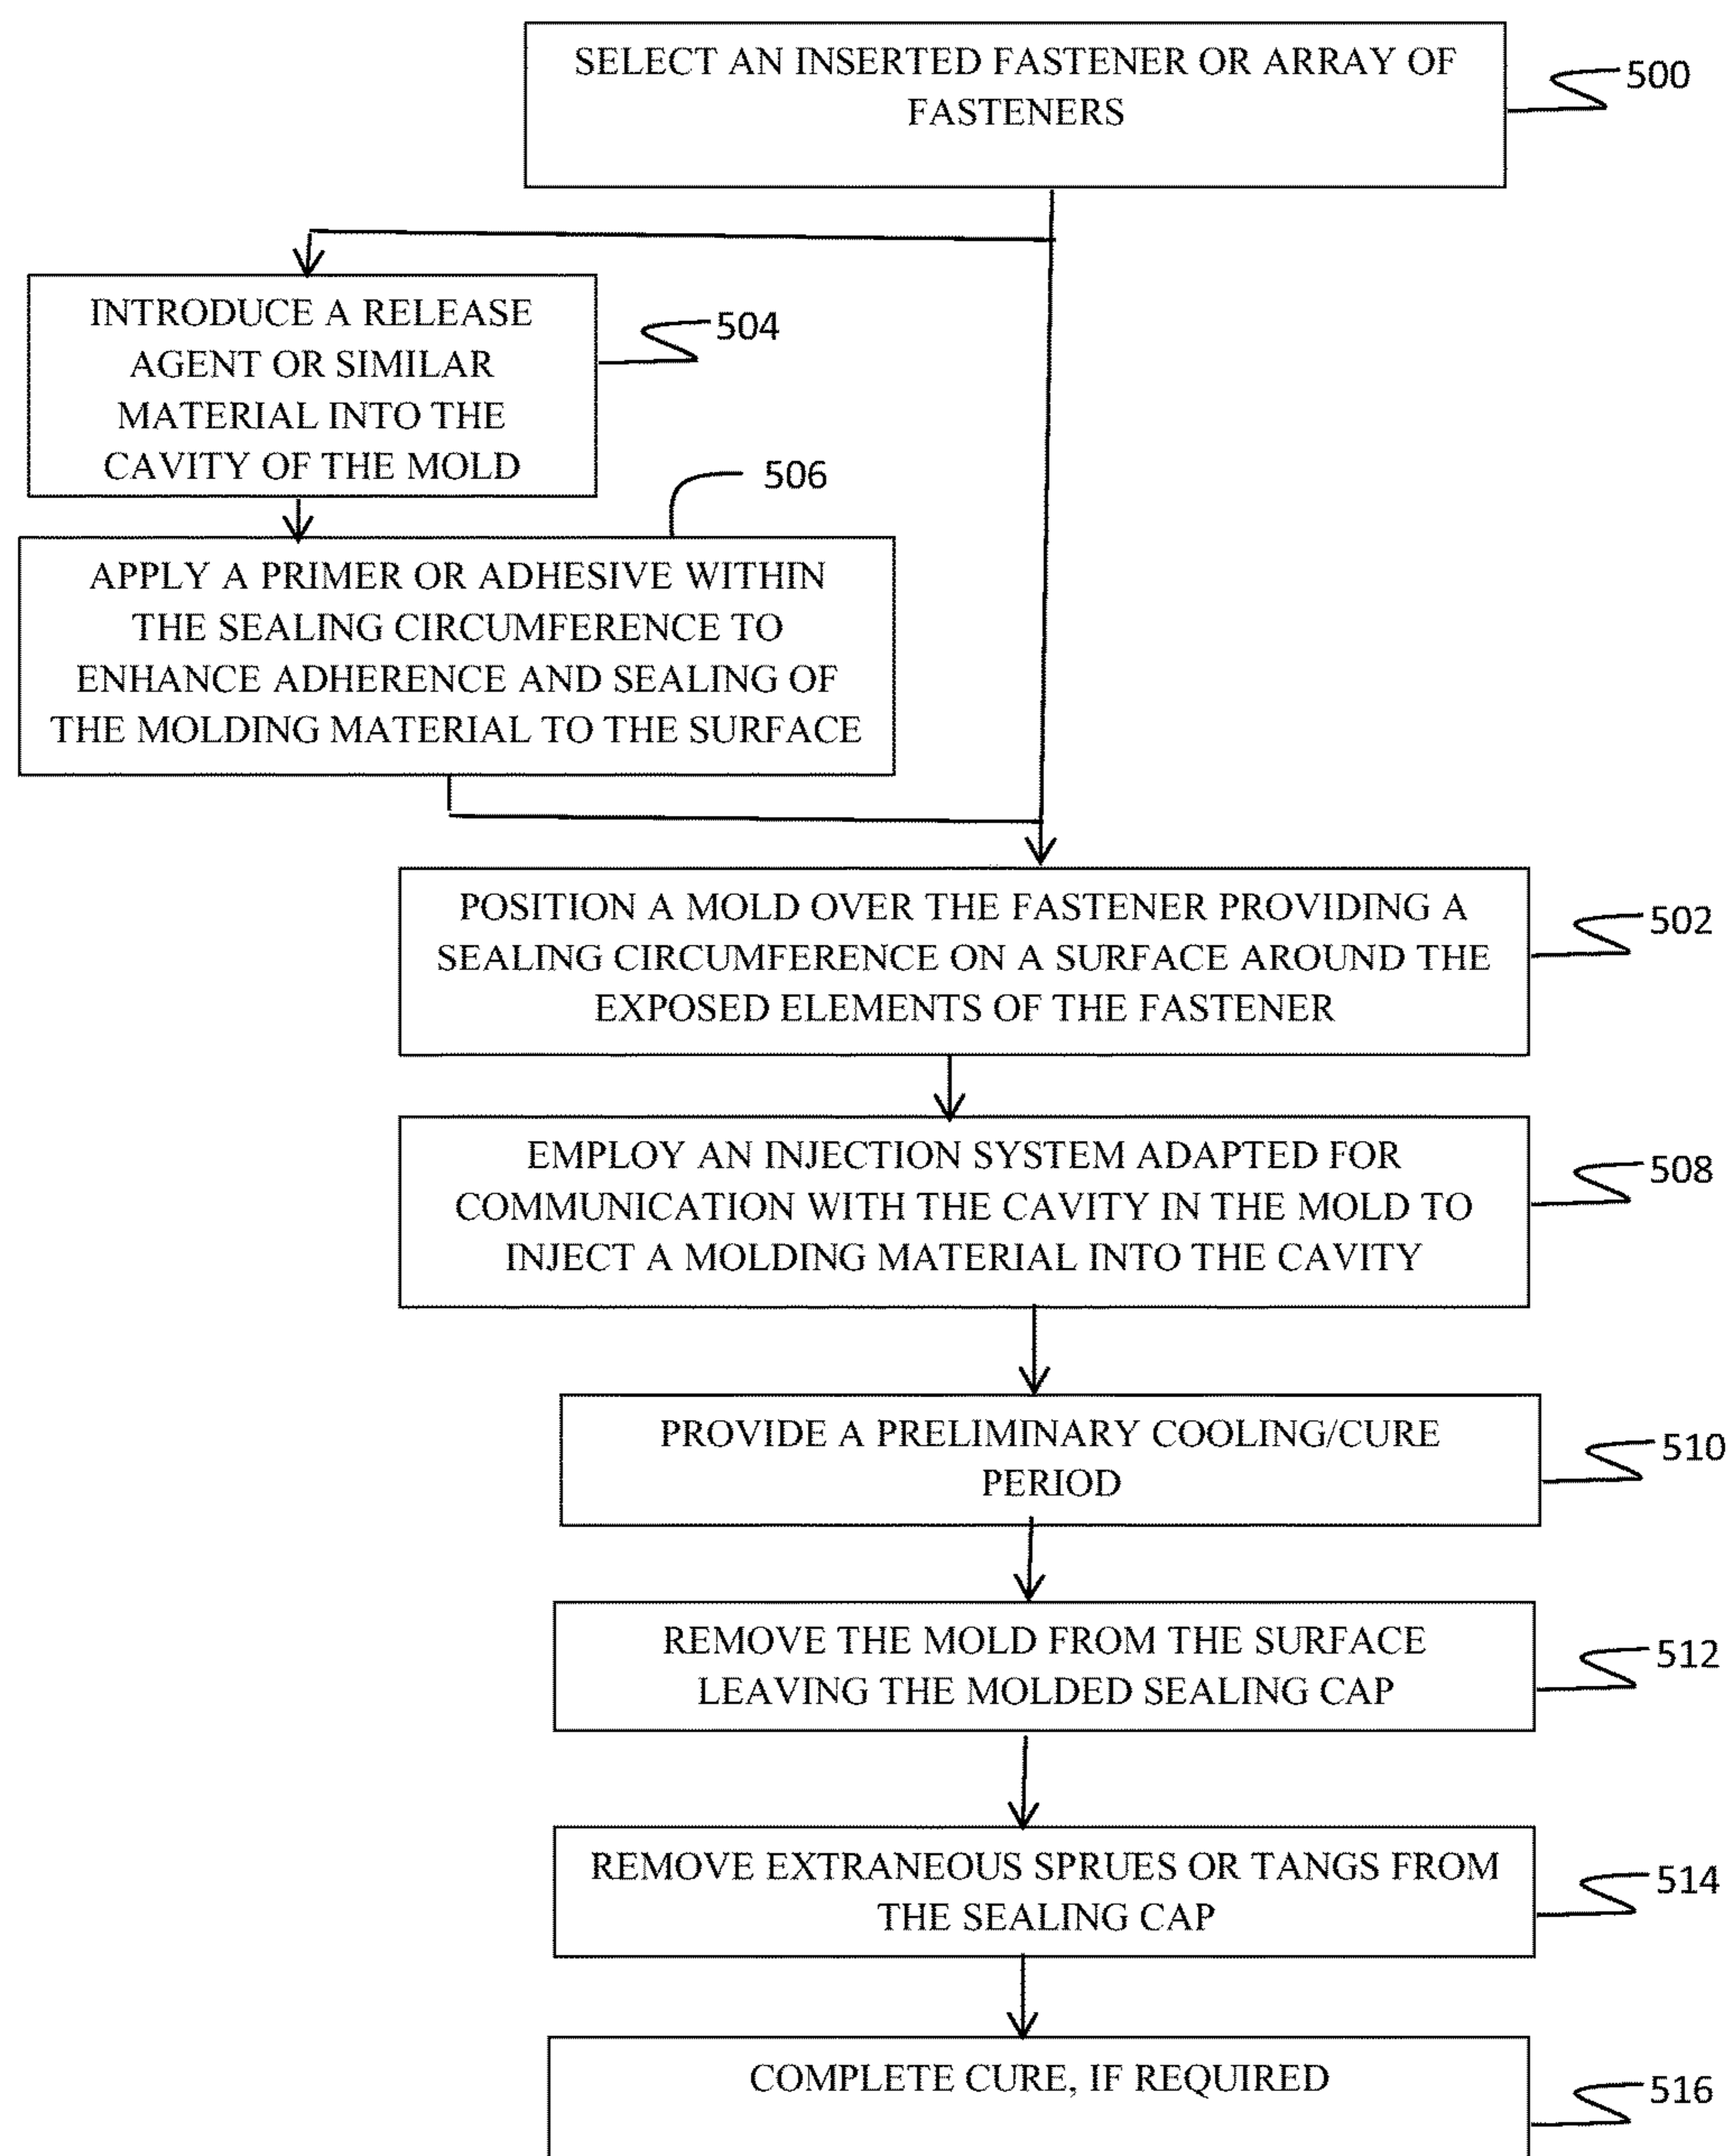 SELECT AN INSERTED FASTENER OR ARRAY OF
FASTENERS
500
INTRODUCE A RELEASE
AGENT OR SIMILAR
MATERIAL INTO THE
CAVITY OF THE MOLD
504
506
APPLY A PRIMER OR ADHESIVE WITHIN
THE SEALING CIRCUMFERENCE TO
ENHANCE ADHERENCE AND SEALING OF
THE MOLDING MATERIAL TO THE SURFACE
POSITION A MOLD OVER THE FASTENER PROVIDING A
SEALING CIRCUMFERENCE ON A SURFACE AROUND THE
EXPOSED ELEMENTS OF THE FASTENER
502
EMPLOY AN INJECTION SYSTEM ADAPTED FOR
COMMUNICATION WITH THE CAVITY IN THE MOLD TO
INJECT A MOLDING MATERIAL INTO THE CAVITY
508
PROVIDE A PRELIMINARY COOLING/CURE
PERIOD
510
REMOVE THE MOLD FROM THE SURFACE
LEAVING THE MOLDED SEALING CAP
512
REMOVE EXTRANEOUS SPRUES OR TANGS FROM
THE SEALING CAP
514
COMPLETE CURE, IF REQUIRED
516